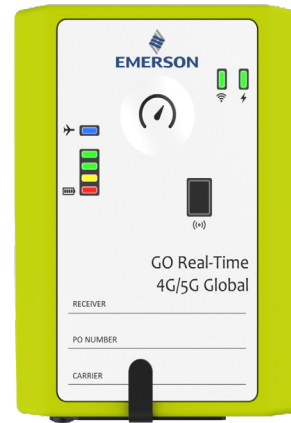 EMERSON
GO Real-Time
4G/5G Global
RECEIVER
PO NUMBER
CARRIER